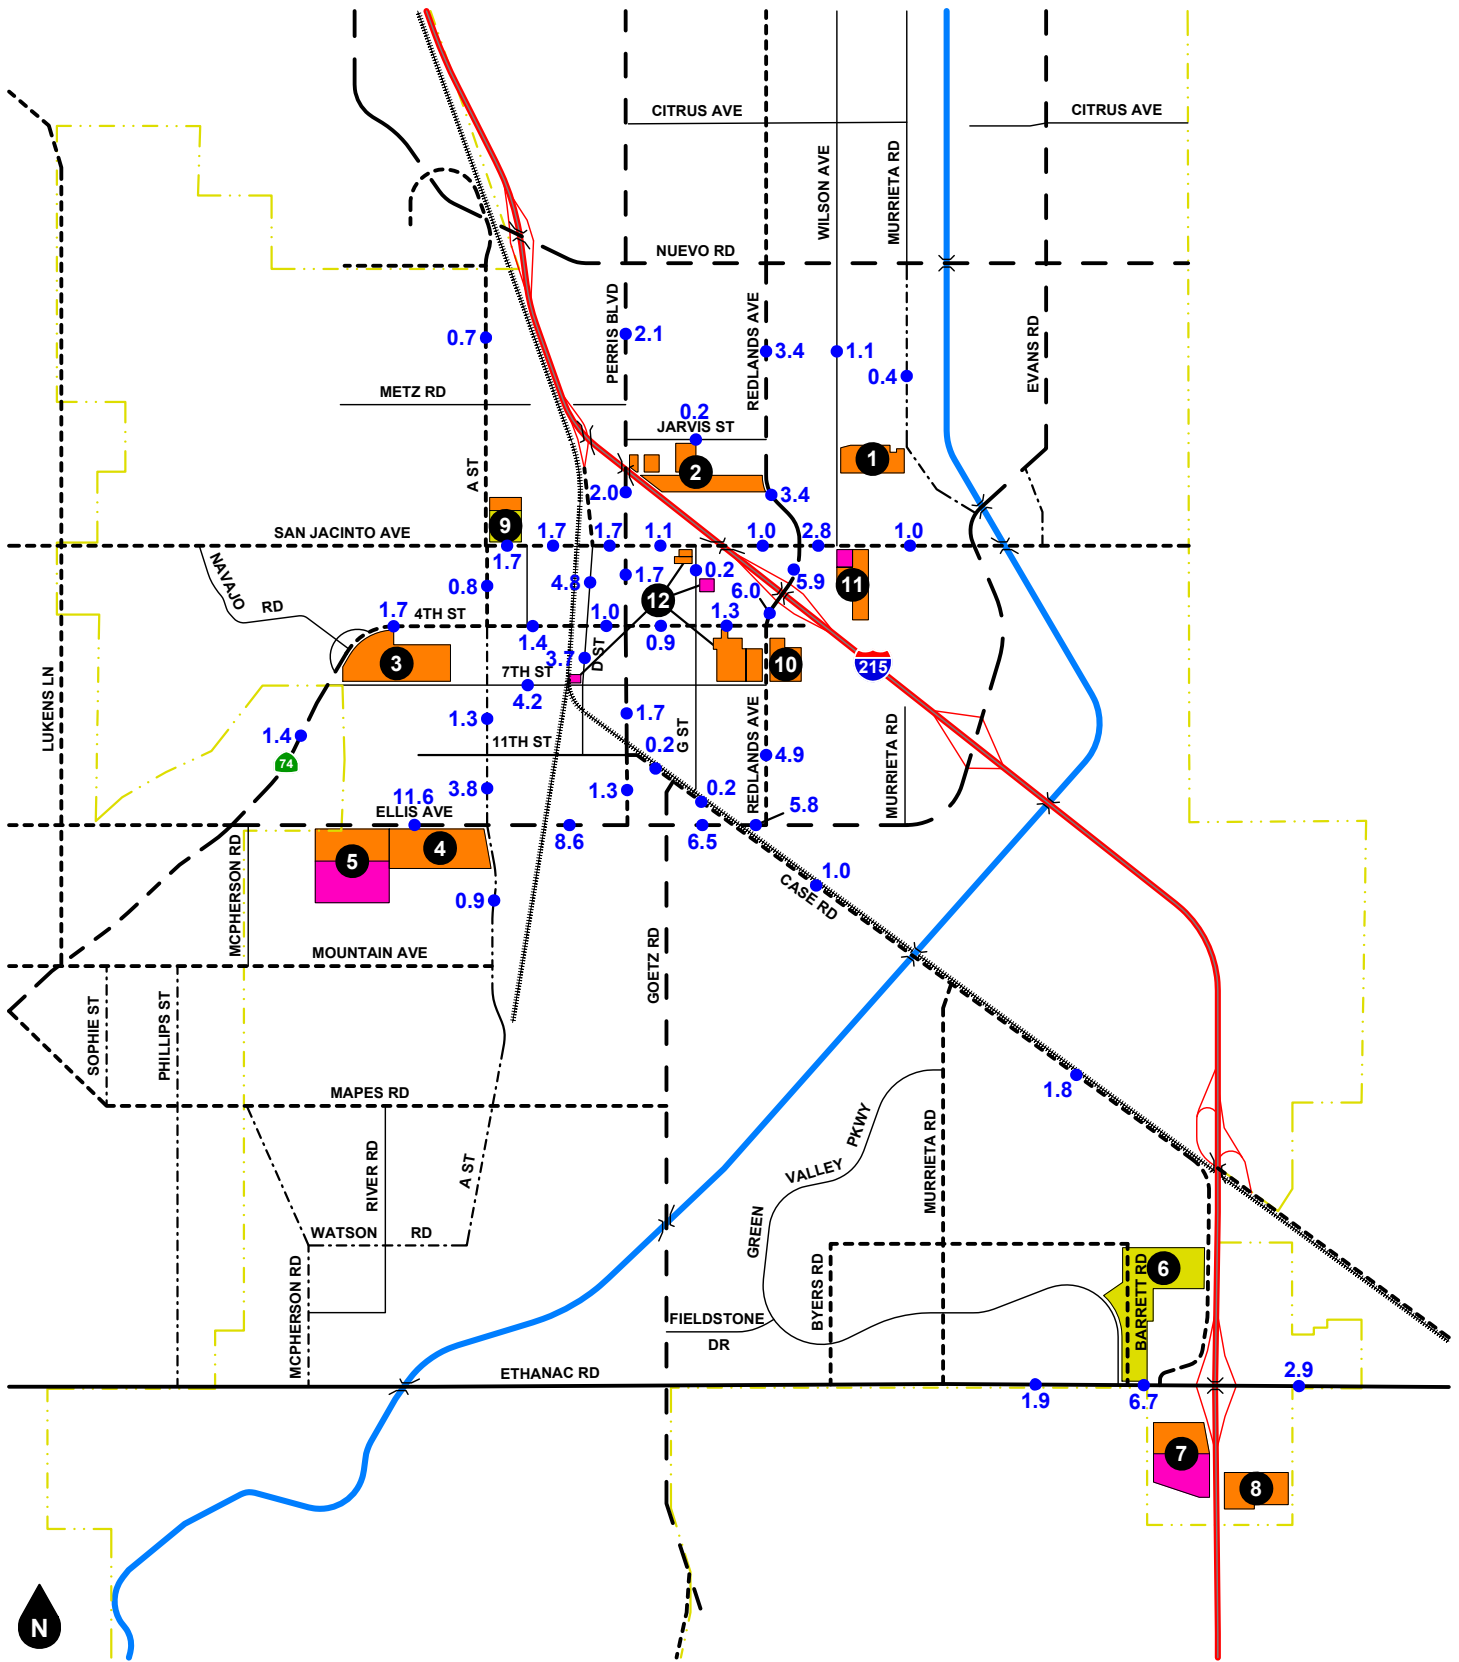 CITRUS AVE
CITRUS AVE
WILSON AVE
MURRIETA RD
NUEVO RD
PERRIS BLVD
REDLANDS AVE
EVANS RD
0.7
2.1
3.4
1.1
0.4
METZ RD
0.2
JARVIS ST
A ST
1
2
2.0
3.4
9
SAN JACINTO AVE
1.7
1.7
1.7
1.1
1.0
2.8
1.0
NAVAJO
RD
0.8
4.8
1.7
0.2
5.9
11
12
6.0
1.7
4TH ST
1.4
1.0
0.9
1.3
D ST
3.7
3
10
215
7TH ST
4.2
LUKENS LN
1.3
1.7
G ST
1.4
74
11TH ST
0.2
4.9
REDLANDS AVE
MURRIETA RD
3.8
1.3
0.2
5.8
11.6
ELLIS AVE
8.6
6.5
4
5
MCPHERSON RD
0.9
1.0
CASE RD
MOUNTAIN AVE
GOETZ RD
SOPHIE ST
PHILLIPS ST
1.8
MAPES RD
RIVER RD
A ST
GREEN
VALLEY
PKWY
MURRIETA RD
WATSON
RD
MCPHERSON RD
BYERS RD
BARRETT RD
6
FIELDSTONE
DR
ETHANAC RD
1.9
6.7
2.9
7
8
N